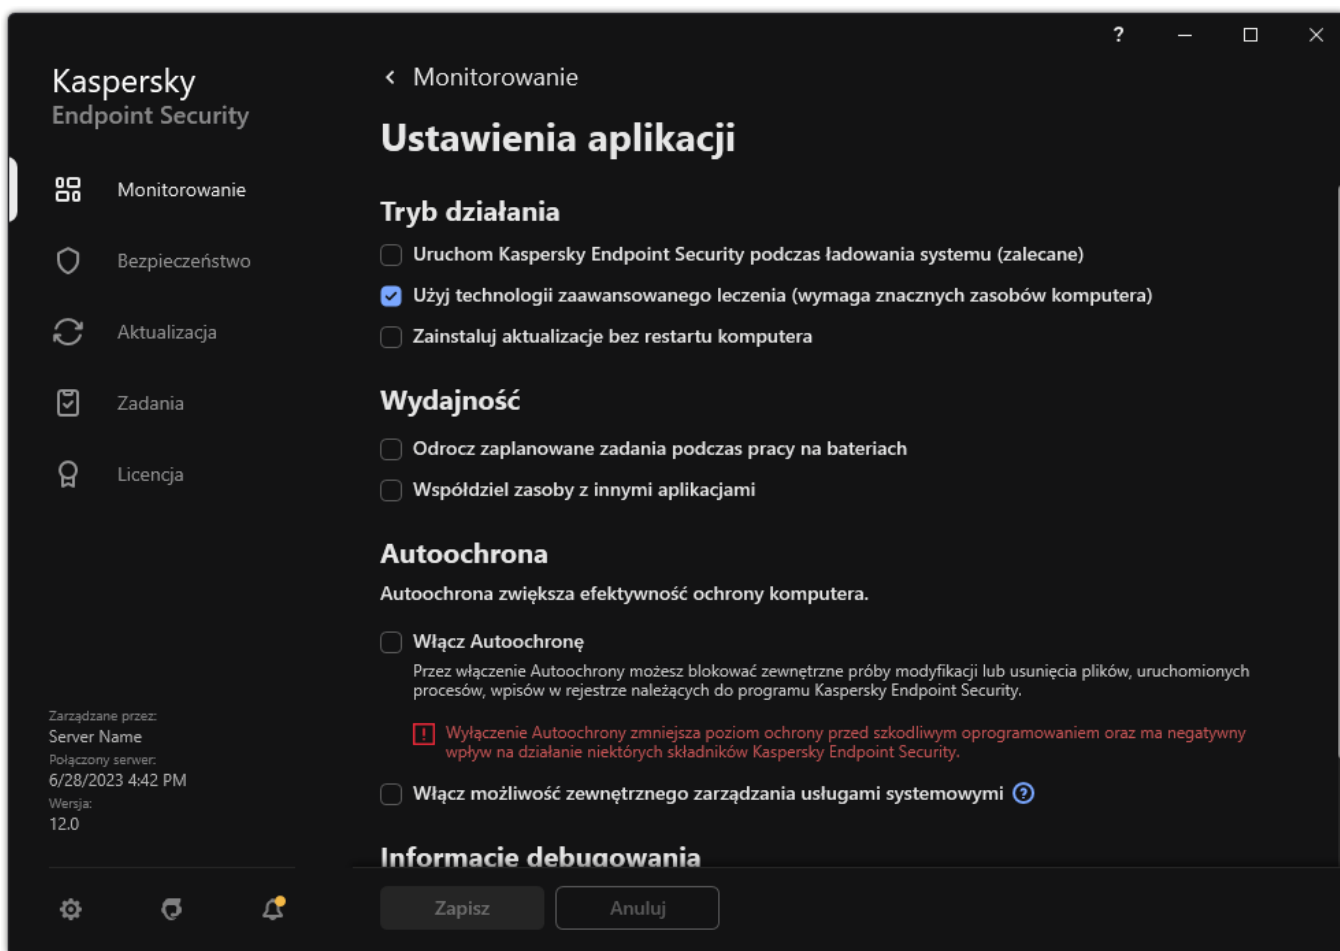 ?
Kaspersky
Endpoint Security
Monitorowanie
Bezpieczeństwo
Aktualizacja
Zadania
Licencja
Zarządzane przez:
Server Name
Połączony serwer:
6/28/2023 4:42 PM
Wersja:
12.0
Monitorowanie
Ustawienia aplikacji
Tryb działania
Uruchom Kaspersky Endpoint Security podczas ładowania systemu (zalecane)
Użyj technologii zaawansowanego leczenia (wymaga znacznych zasobów komputera)
Zainstaluj aktualizacje bez restartu komputera
Wydajność
Odrocz zaplanowane zadania podczas pracy na bateriach
Współdziel zasoby z innymi aplikacjami
Autoochrona
Autoochrona zwiększa efektywność ochrony komputera.
Włącz Autoochronę
Przez włączenie Autoochrony możesz blokować zewnętrzne próby modyfikacji lub usunięcia plików, uruchomionych
procesów, wpisów w rejestrze należących do programu Kaspersky Endpoint Security.
Wyłączenie Autoochrony zmniejsza poziom ochrony przed szkodliwym oprogramowaniem oraz ma negatywny
wpływ na działanie niektórych składników Kaspersky Endpoint Security.
Włącz możliwość zewnętrznego zarządzania usługami systemowymi ?
Informacje debugowania
Zapisz
Anuluj